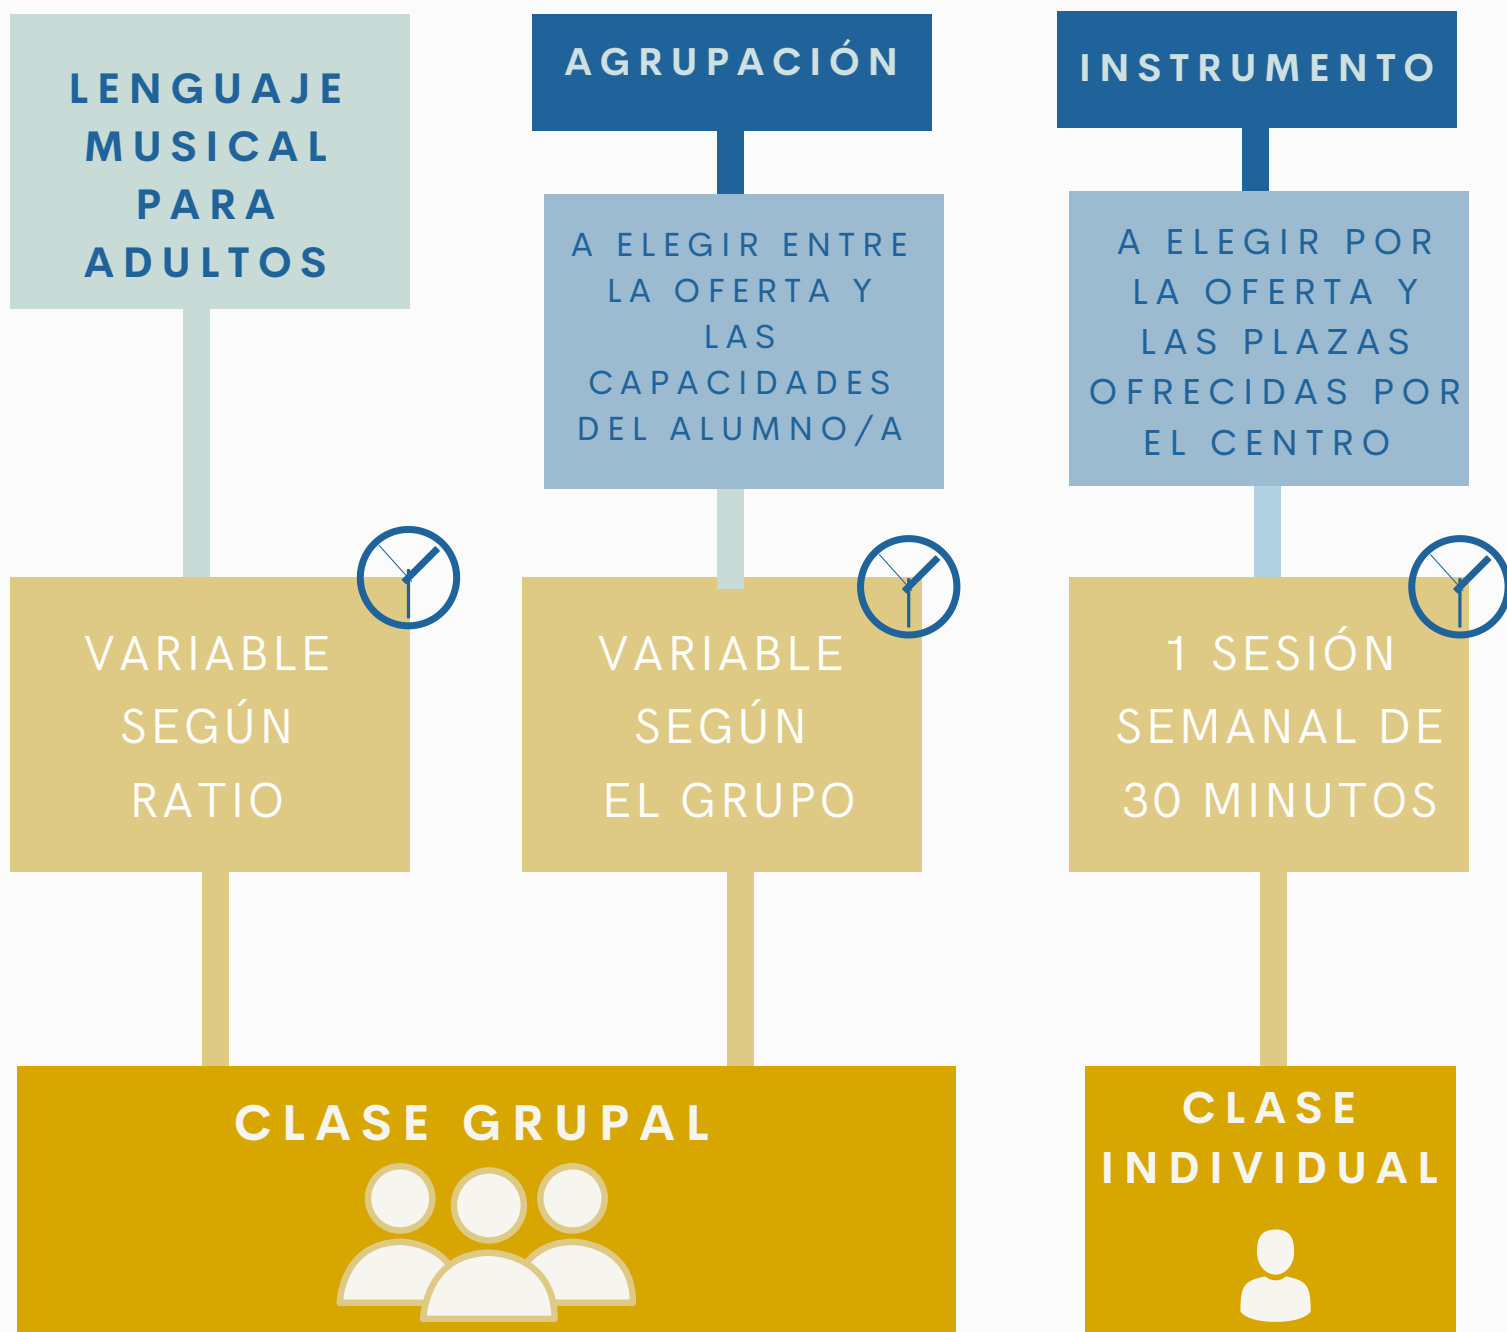 LENGUAJE
MUSICAL
PARA
ADULTOS
AGRUPACIÓN
INSTRUMENTO
A ELEGIR ENTRE
LA OFERTA Y
LAS
CAPACIDADES
DEL ALUMNO/A
A ELEGIR POR
LA OFERTA Y
LAS PLAZAS
OFRECIDAS POR
EL CENTRO
VARIABLE
SEGÚN
RATIO
VARIABLE
SEGÚN
EL GRUPO
1 SESIÓN
SEMANAL DE
30 MINUTOS
CLASE GRUPAL
CLASE
INDIVIDUAL